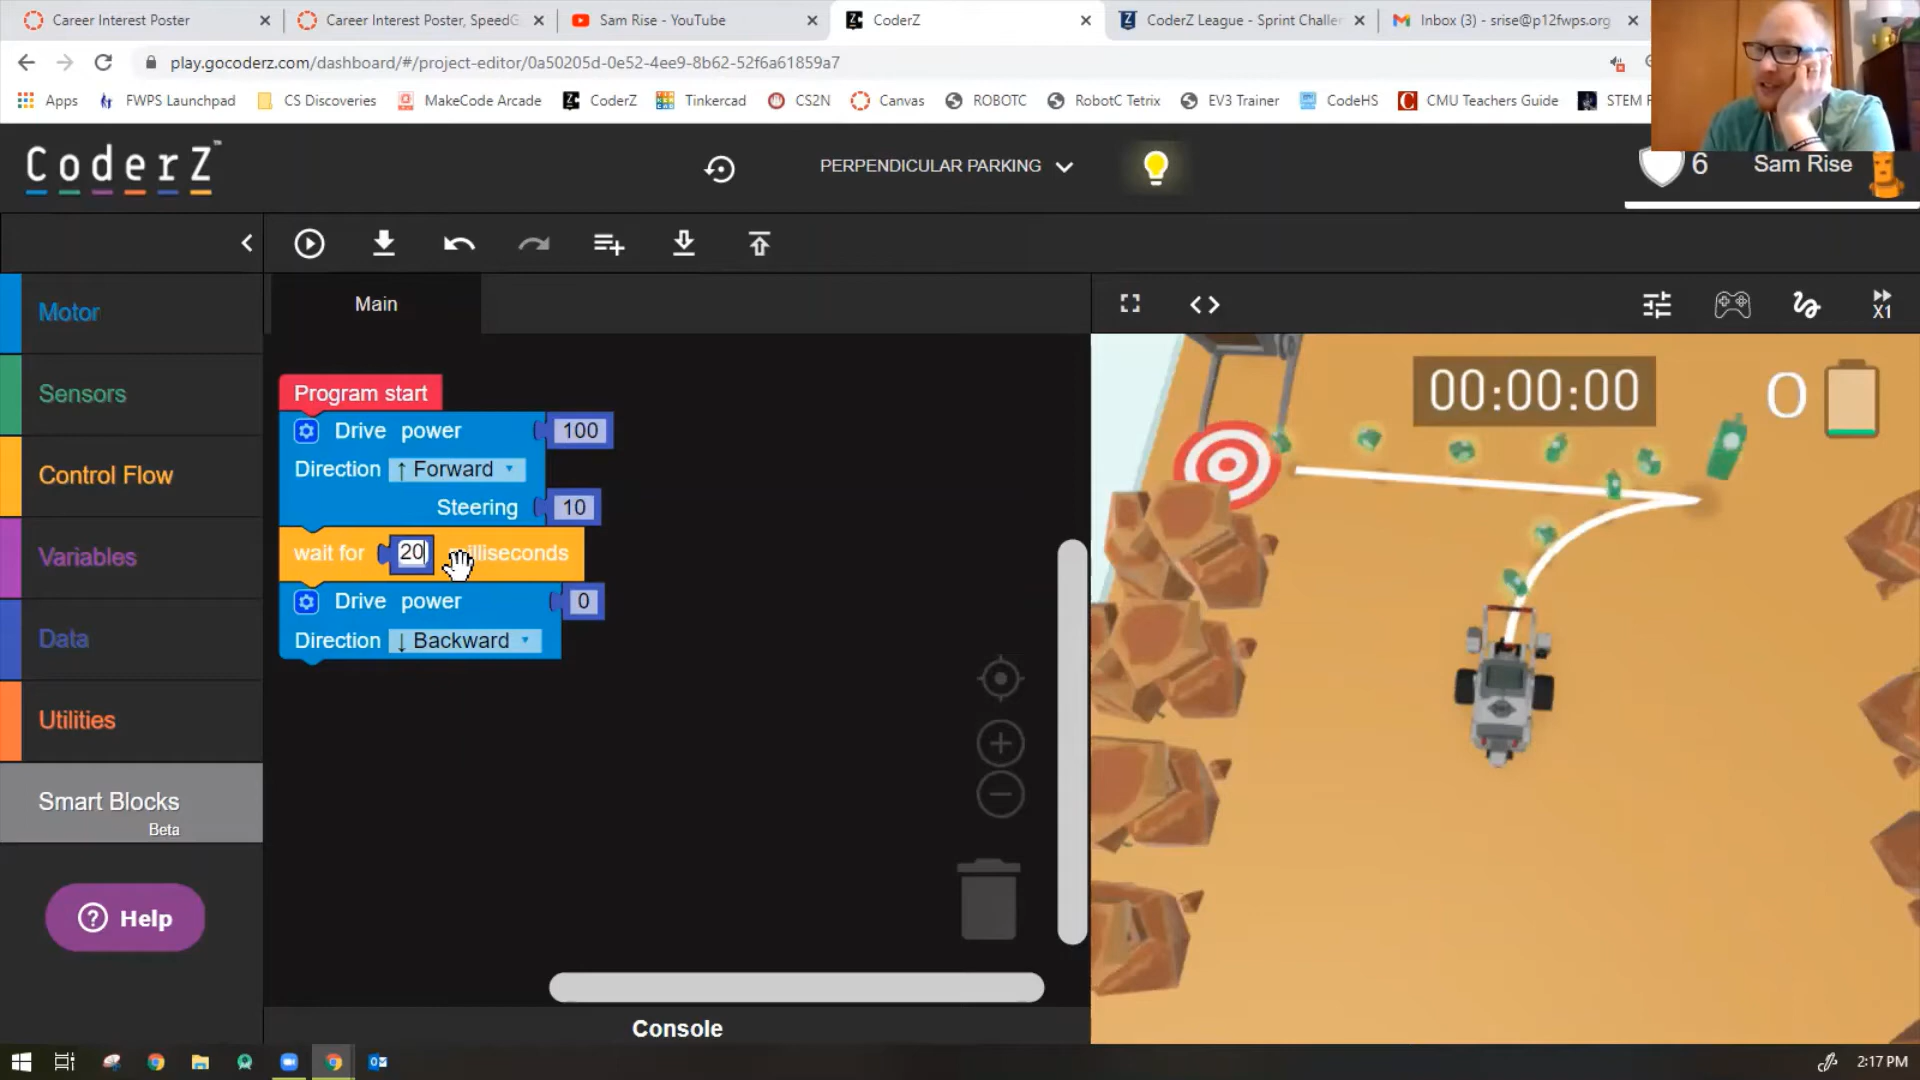 Career Interest Poster
Career Interest Poster, SpeedG
Sam Rise - YouTube
CoderZ
CoderZ League - Sprint Challer
Inbox (3) - srise@p12fwps.org
play.gocoderz.com/dashboard/#/project-editor/0a50205d-0e52-4ee9-8b62-52f6a61859a7
Apps
FWPS Launchpad
CS Discoveries
MakeCode Arcade
CoderZ
Tinkercad
CS2N
Canvas
ROBOTC
RobotC Tetrix
EV3 Trainer
CodeHS
CMU Teachers Guide
STEM
CoderZ™
PERPENDICULAR PARKING
6
Sam Rise
Main
X1
Motor
Sensors
Control Flow
Variables
Data
Utilities
Smart Blocks
Beta
Help
Program start
Drive power 100
Direction ↑ Forward
Steering 10
wait for 20 milliseconds
Drive power 0
Direction ↓ Backward
00:00:00
0
Console
2:17 PM